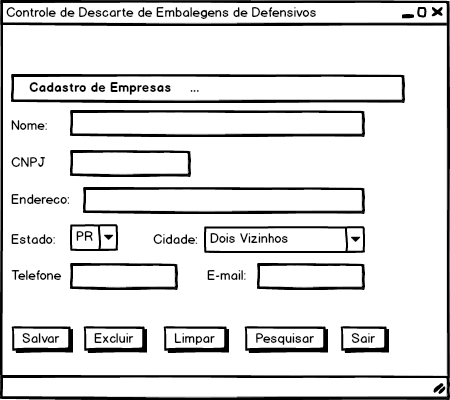 Controle de Descarte de Embalegens de Defensivos
Cadastro de Empresas ...
Nome:
CNPJ
Endereco:
Estado: PR Cidade: Dois Vizinhos
Telefone E-mail:
Salvar Excluir Limpar Pesquisar Sair